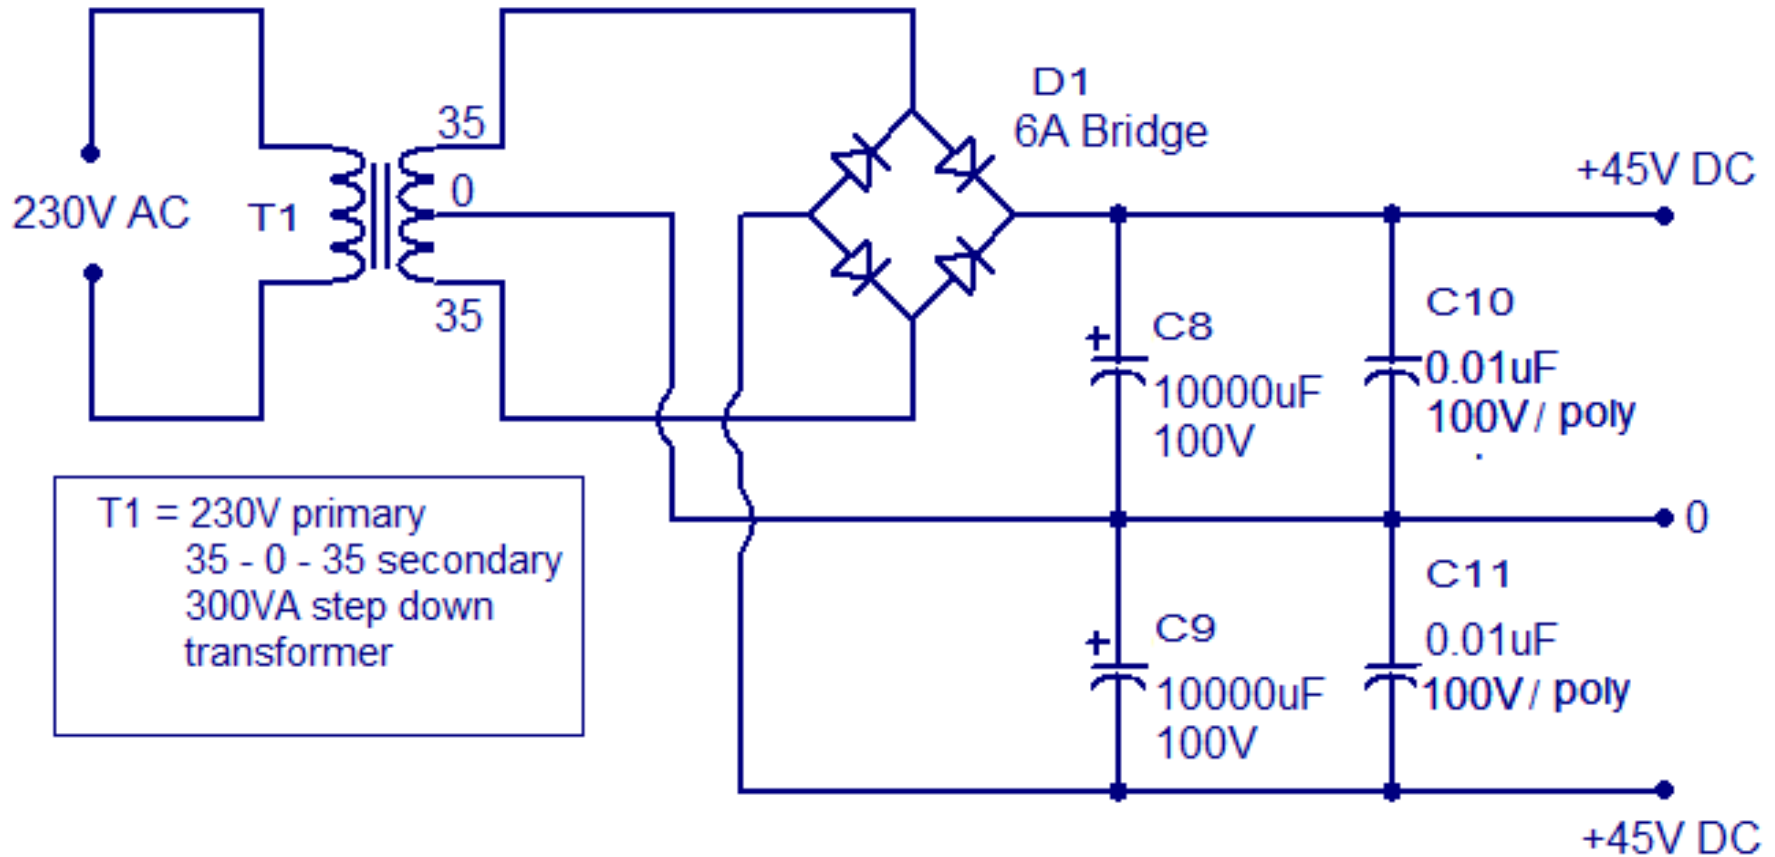 230V AC
T1
35
0
35
D1
6A Bridge
+45V DC
+
C8
10000uF
100V
C10
0.01uF
100V/ poly
0
+
C9
10000uF
100V
C11
0.01uF
100V/ poly
+45V DC
T1 = 230V primary
35 - 0 - 35 secondary
300VA step down
transformer